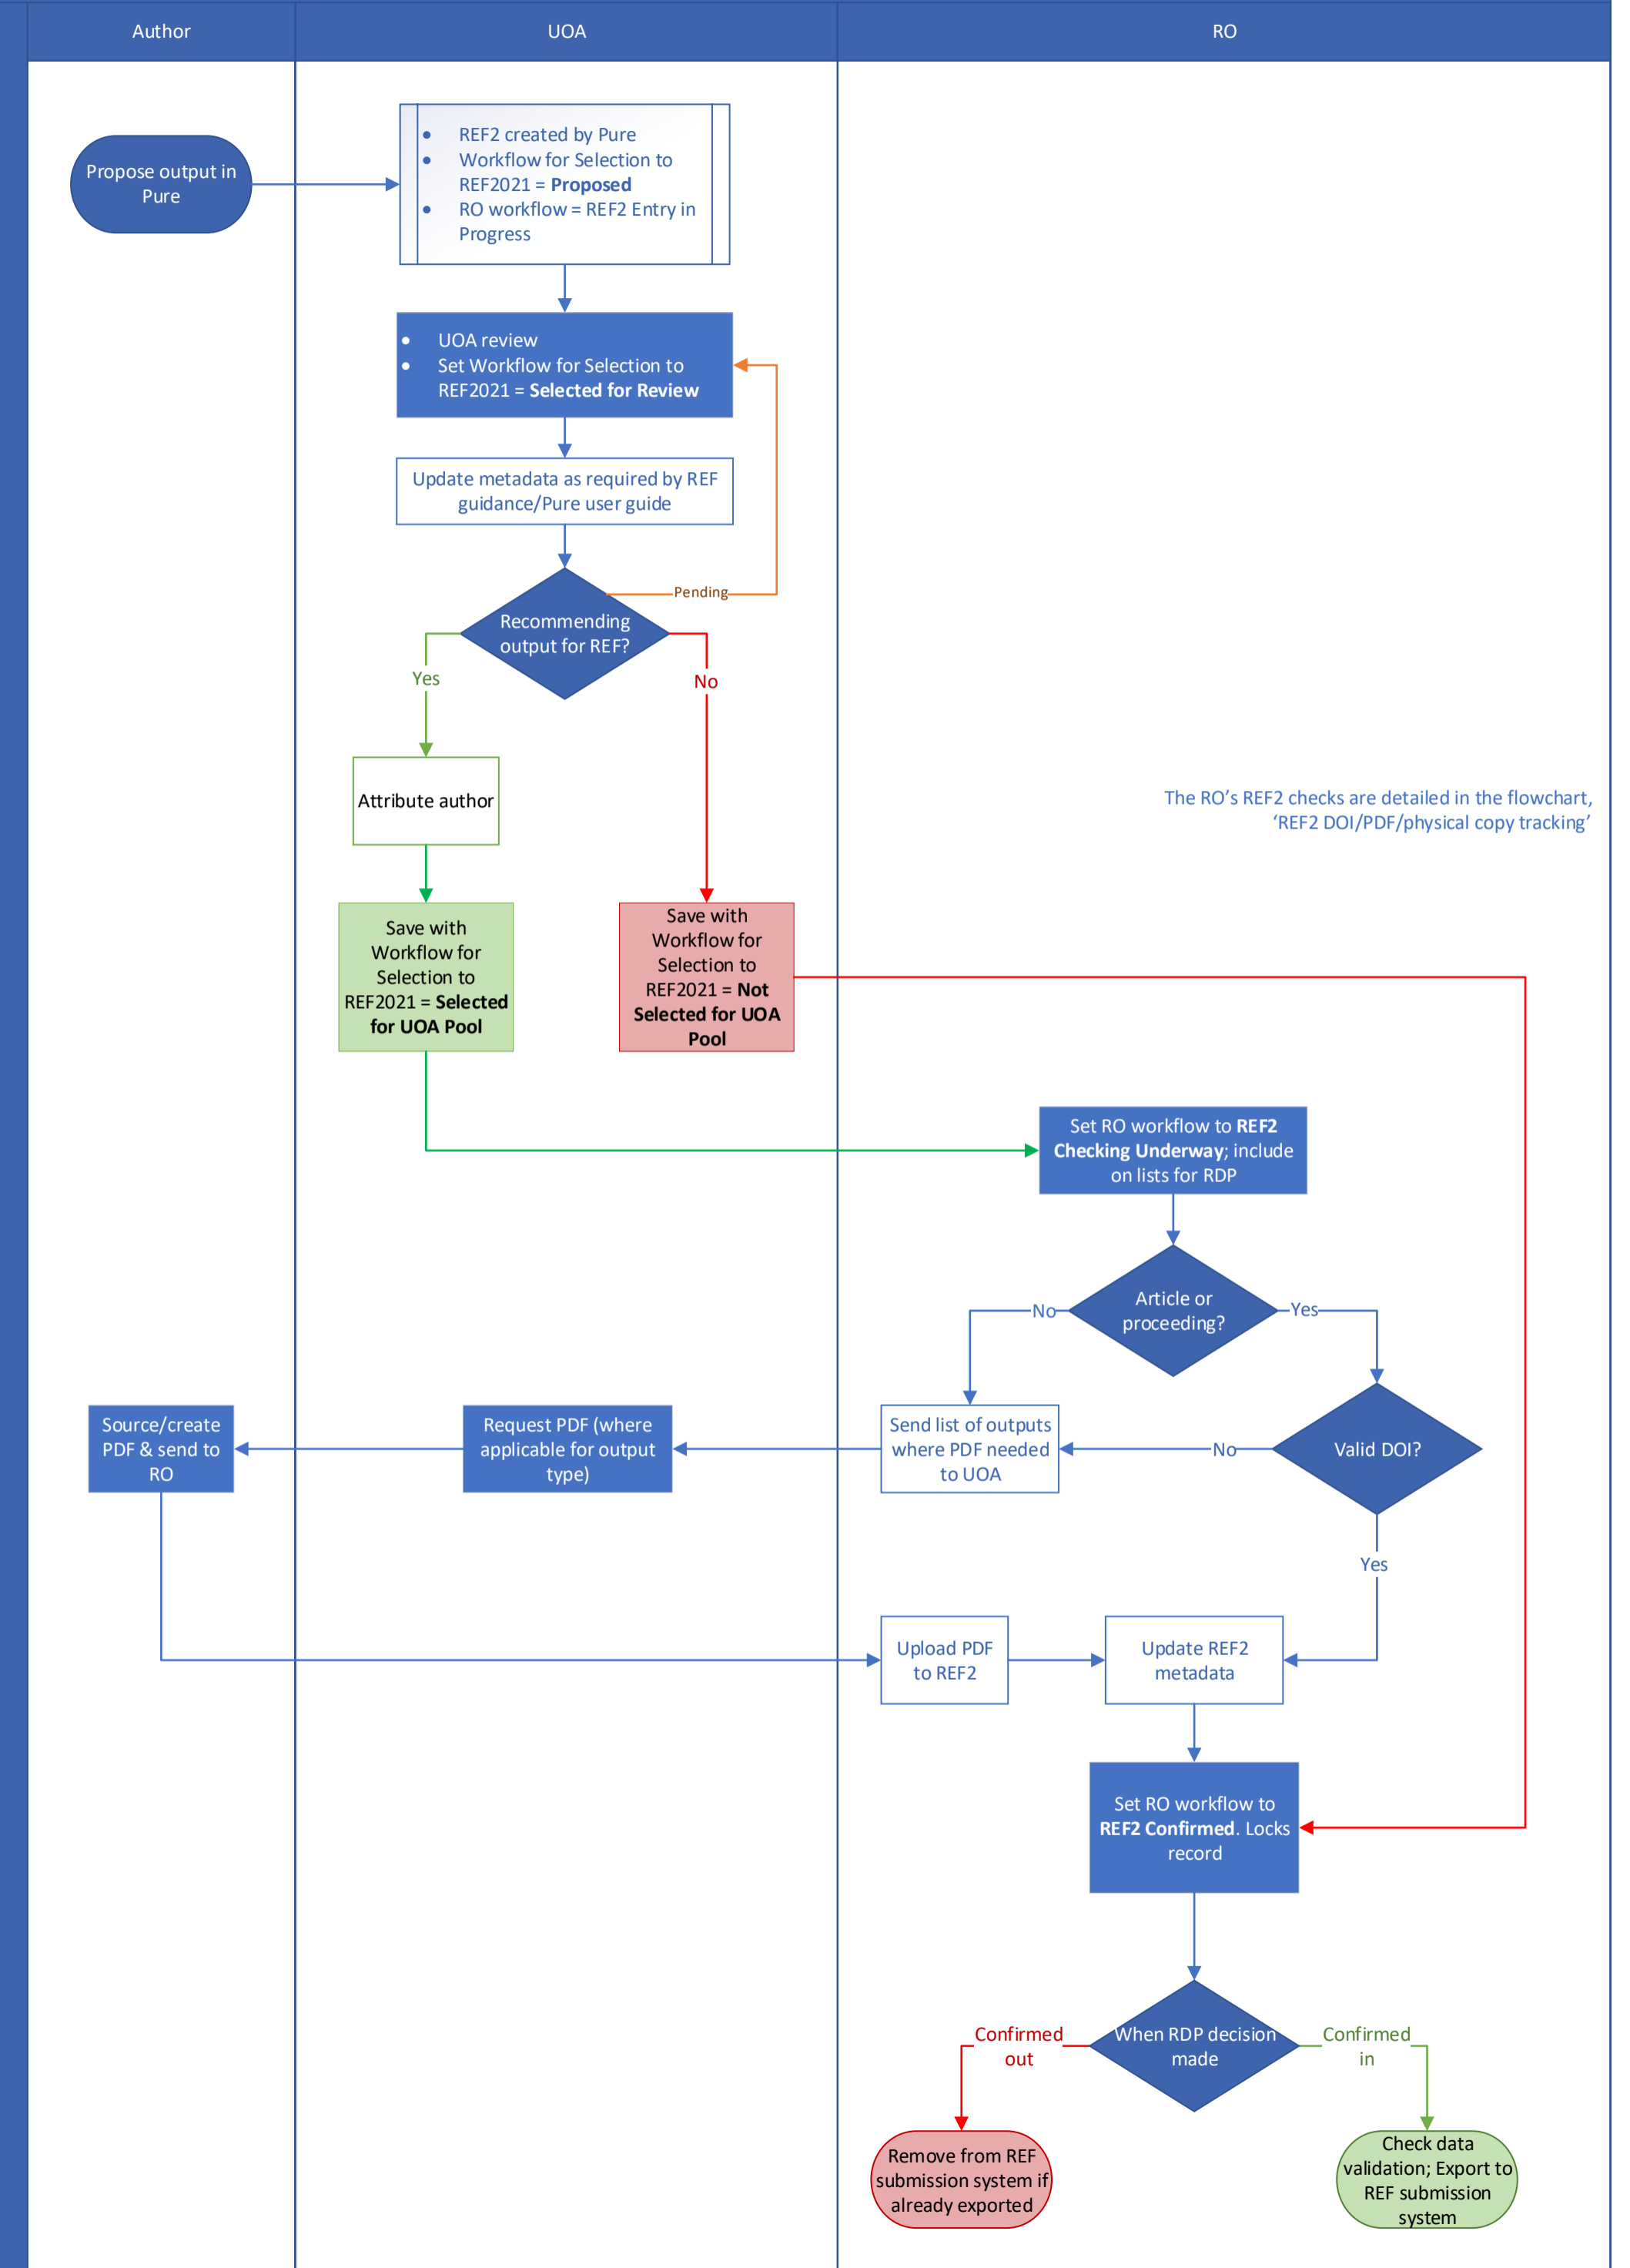 Author
UOA
RO
Propose output in
Pure
• REF2 created by Pure
• Workflow for Selection to
REF2021 = Proposed
• RO workflow = REF2 Entry in
Progress
• UOA review
• Set Workflow for Selection to
REF2021 = Selected for Review
Update metadata as required by REF
guidance/Pure user guide
Pending
Recommending
output for REF?
Yes
No
Attribute author
The RO’s REF2 checks are detailed in the flowchart,
‘REF2 DOI/PDF/physical copy tracking’
Save with
Workflow for
Selection to
REF2021 = Selected
for UOA Pool
Save with
Workflow for
Selection to
REF2021 = Not
Selected for UOA
Pool
Set RO workflow to REF2
Checking Underway; include
on lists for RDP
Article or
proceeding?
No
Yes
Source/create
PDF & send to
RO
Request PDF (where
applicable for output
type)
Send list of outputs
where PDF needed
to UOA
No
Valid DOI?
Yes
Upload PDF
to REF2
Update REF2
metadata
Set RO workflow to
REF2 Confirmed. Locks
record
When RDP decision
made
Confirmed
out
Confirmed
in
Remove from REF
submission system if
already exported
Check data
validation; Export to
REF submission
system